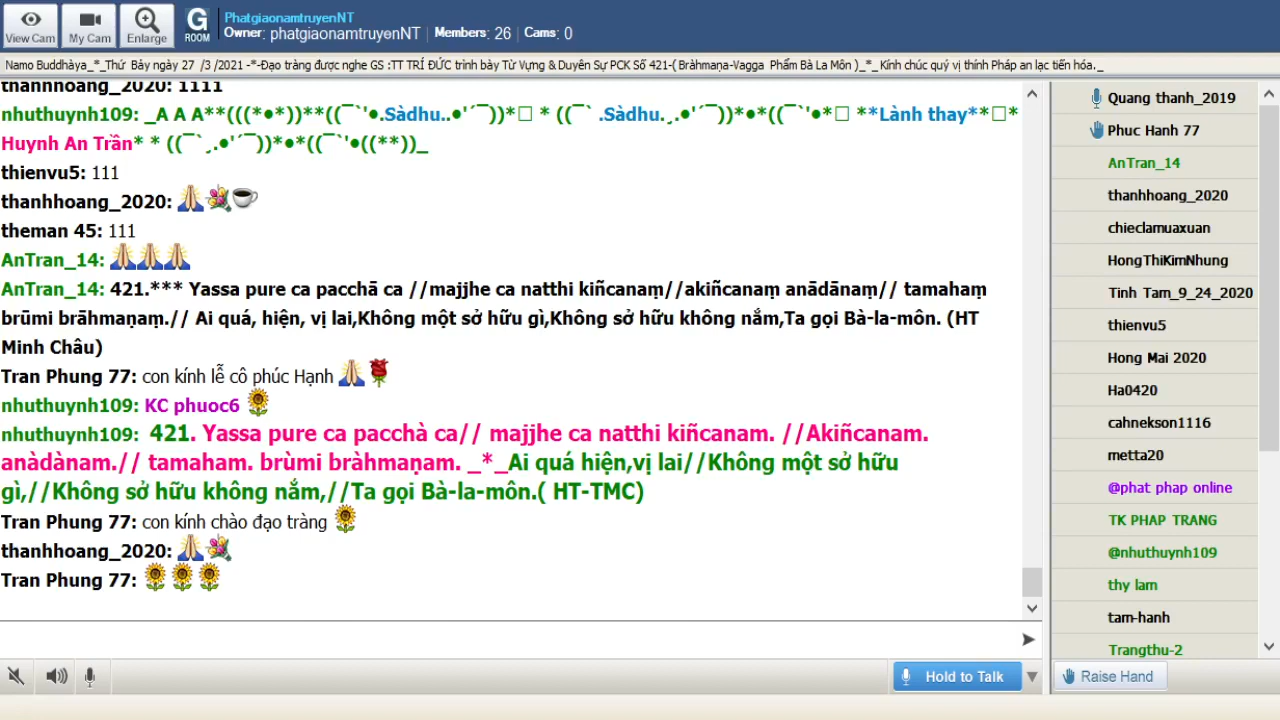 View Cam
My Cam
Enlarge
G
ROOM
PhatgiaonamtruyenNT
Owner: phatgiaonamtruyenNT | Members: 26 | Cams: 0
Namo Buddhàya_*_Thứ Bảy ngày 27 /3 /2021 -*-Đạo tràng được nghe GS :TT TRÍ ĐỨC trình bày Từ Vựng & Duyên Sự PCK Số 421-( Bràhmaṇa-Vagga Phẩm Bà La Môn )_*_ Kính chúc quý vị thính Pháp an lạc tiến hóa._
thanhhoang_2020: 1111
nhuthuynh109: _A A A**(((*●*))**((¯`'●.Sàdhu..●'´¯))*□ * ((¯` .Sàdhu.¸.●'´¯))*●*((¯`'●*□ **Lành thay**□*
Huynh An Trần* * ((¯`¸.●'´¯))*●*((¯`'●((**))_
thienvu5: 111
thanhhoang_2020: 🙏💐☕
theman 45: 111
AnTran_14: 🙏🙏🙏
AnTran_14: 421.*** Yassa pure ca pacchā ca //majjhe ca natthi kiñcanaṃ//akiñcanaṃ anādānaṃ// tamahaṃ
brūmi brāhmaṇaṃ.// Ai quá, hiện, vị lai,Không một sở hữu gì,Không sở hữu không nắm,Ta gọi Bà-la-môn. (HT
Minh Châu)
Tran Phung 77: con kính lễ cô phúc Hạnh 🙏🌹
nhuthuynh109: KC phuoc6 🌻
nhuthuynh109: 421. Yassa pure ca pacchà ca// majjhe ca natthi kiñcanam. //Akiñcanam.
anàdànam.// tamaham. brùmi bràhmaṇam. _*_Ai quá hiện,vị lai//Không một sở hữu
gì,//Không sở hữu không nắm,//Ta gọi Bà-la-môn.( HT-TMC)
Tran Phung 77: con kính chào đạo tràng 🌻
thanhhoang_2020: 🙏💐
Tran Phung 77: 🌻🌻🌻
Hold to Talk
Quang thanh_2019
Phuc Hanh 77
AnTran_14
thanhhoang_2020
chieclamuaxuan
HongThiKimNhung
Tinh Tam_9_24_2020
thienvu5
Hong Mai 2020
Ha0420
cahnekson1116
metta20
@phat phap online
TK PHAP TRANG
@nhuthuynh109
thy lam
tam-hanh
Trangthu-2
Raise Hand